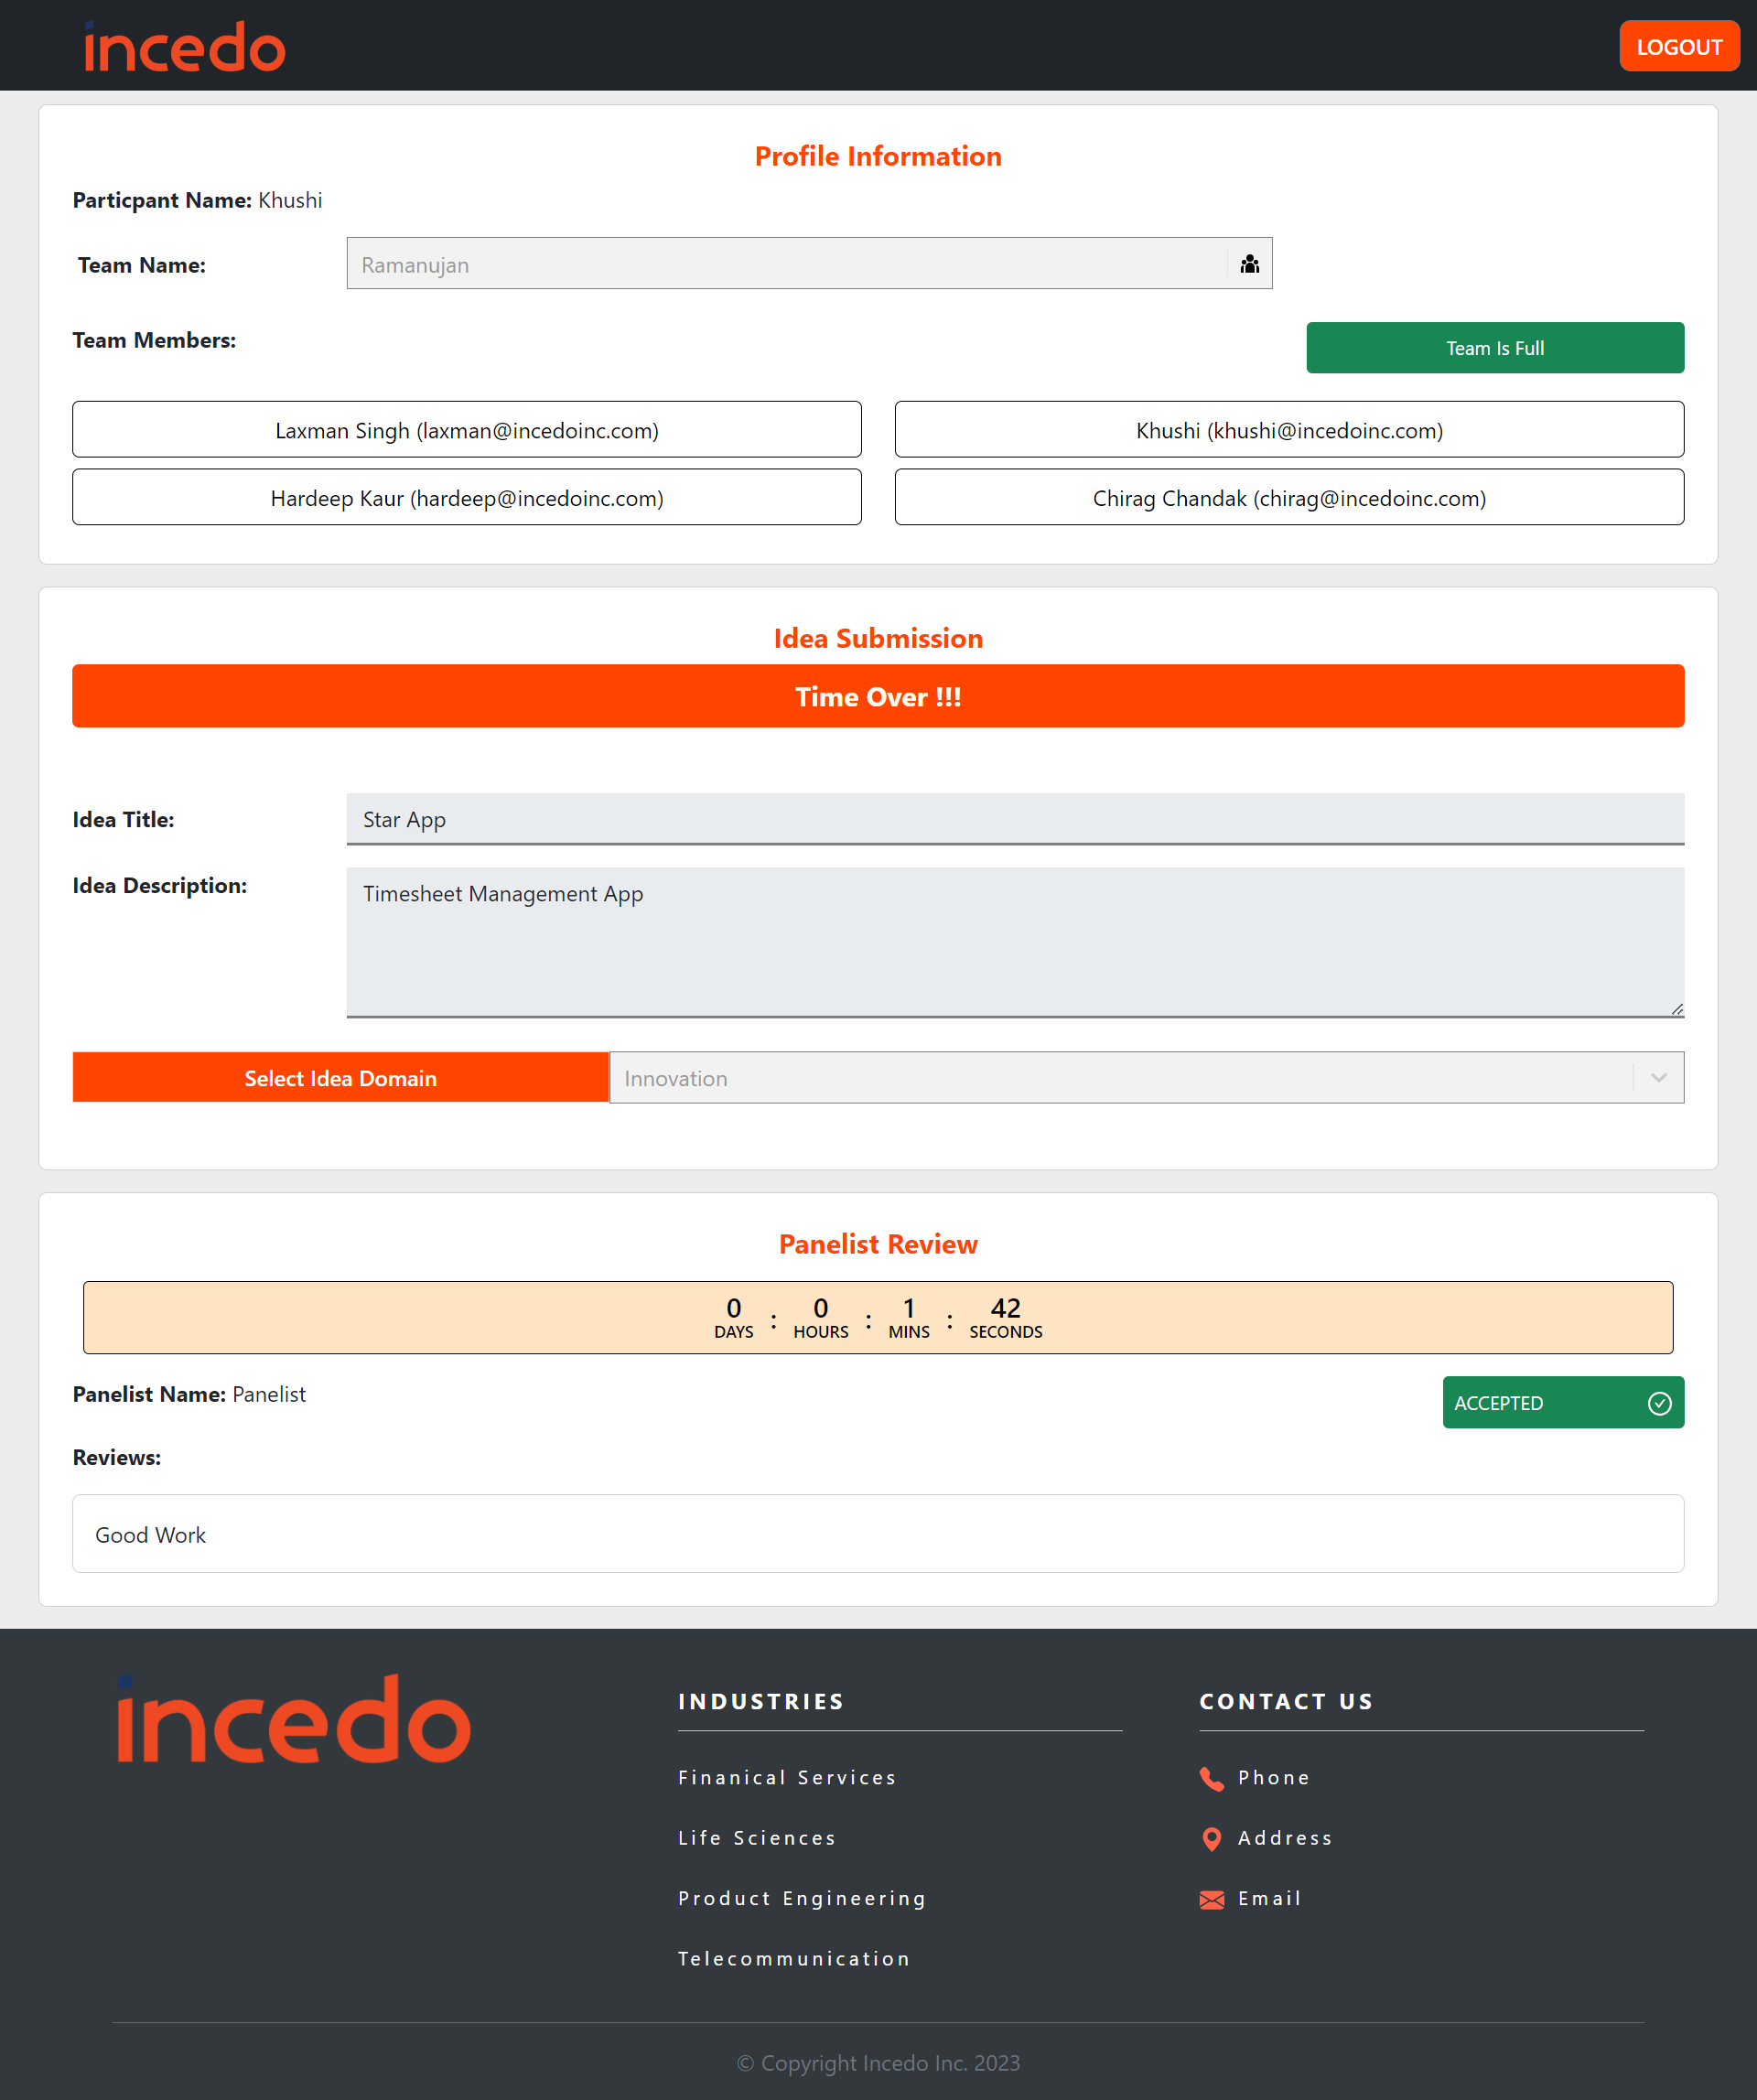 incedo
LOGOUT
Profile Information
Particpant Name: Khushi
Team Name: Ramanujan
Team Members:
Team Is Full
Laxman Singh (laxman@incedoinc.com)
Khushi (khushi@incedoinc.com)
Hardeep Kaur (hardeep@incedoinc.com)
Chirag Chandak (chirag@incedoinc.com)
Idea Submission
Time Over !!!
Idea Title: Star App
Idea Description: Timesheet Management App
Select Idea Domain Innovation
Panelist Review
0 : 0 : 1 : 42
DAYS HOURS MINS SECONDS
Panelist Name: Panelist
ACCEPTED
Reviews:
Good Work
incedo
INDUSTRIES
Finanical Services
Life Sciences
Product Engineering
Telecommunication
CONTACT US
Phone
Address
Email
© Copyright Incedo Inc. 2023